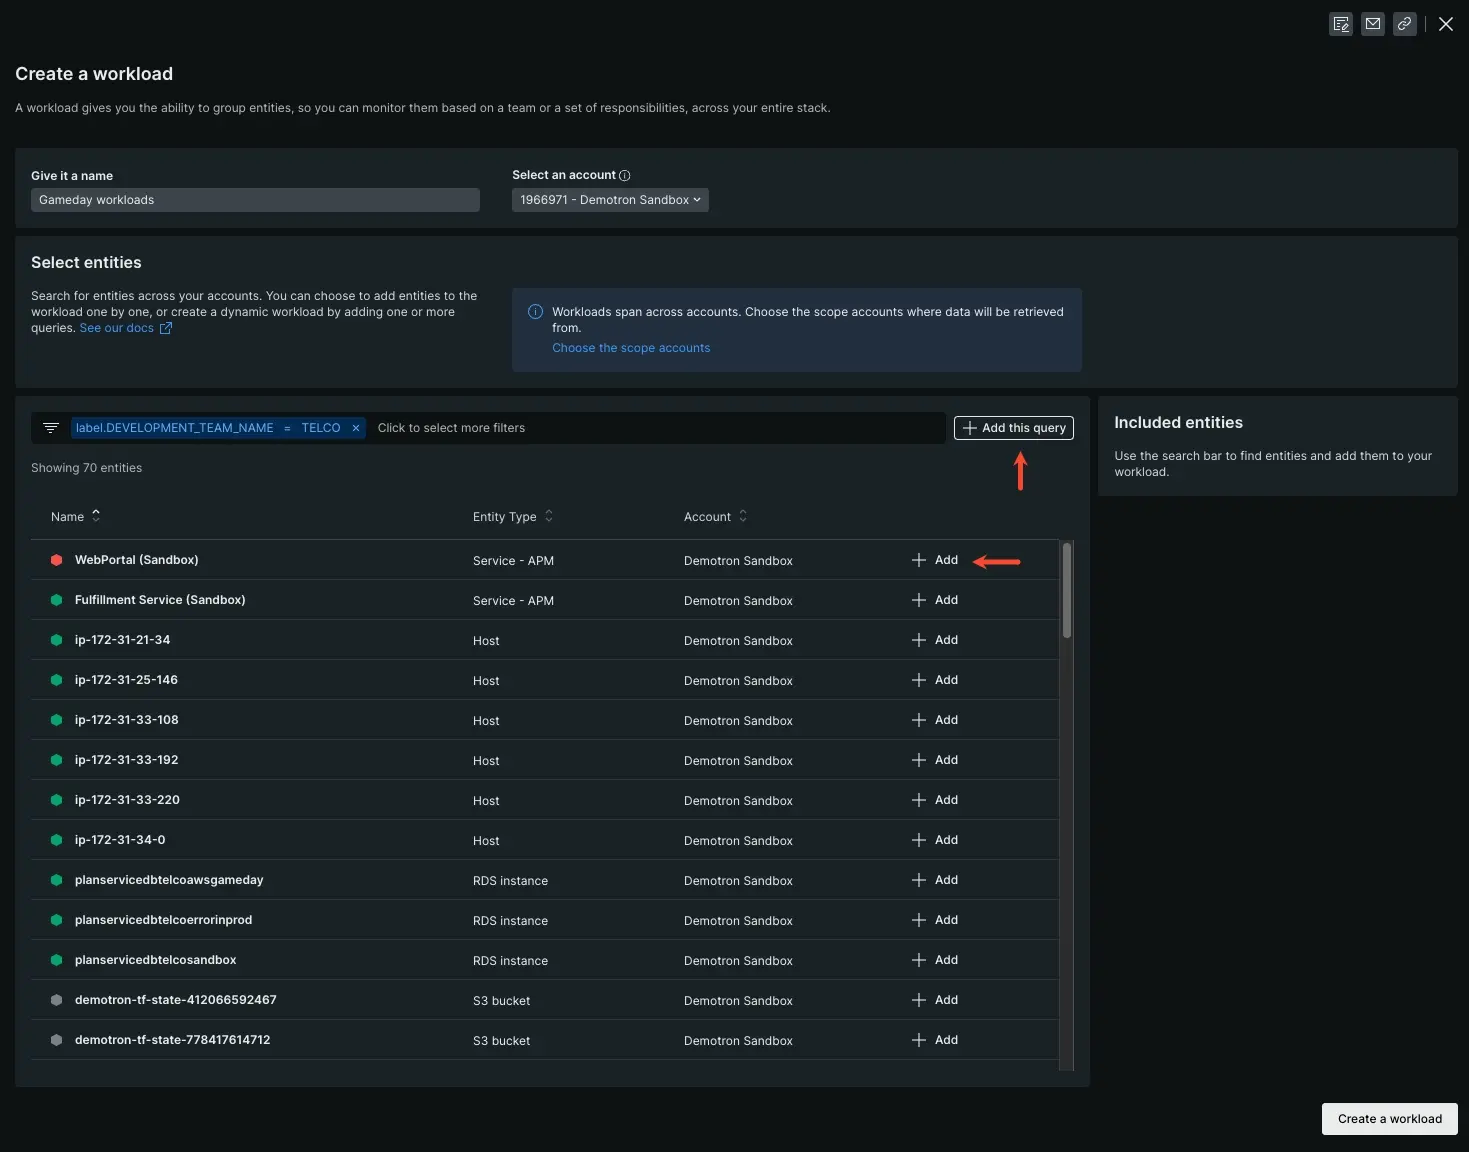 Create a workload
A workload gives you the ability to group entities, so you can monitor them based on a team or a set of responsibilities, across your entire stack.
Give it a name
Select an account
Gameday workloads
1966971 - Demotron Sandbox
Select entities
Search for entities across your accounts. You can choose to add entities to the
workload one by one, or create a dynamic workload by adding one or more
queries. See our docs
Workloads span across accounts. Choose the scope accounts where data will be retrieved
from.
Choose the scope accounts
label.DEVELOPMENT_TEAM_NAME = TELCO × Click to select more filters
Add this query
Showing 70 entities
Included entities
Use the search bar to find entities and add them to your
workload.
Name Entity Type Account
WebPortal (Sandbox) Service - APM Demotron Sandbox Add
Fulfillment Service (Sandbox) Service - APM Demotron Sandbox Add
ip-172-31-21-34 Host Demotron Sandbox Add
ip-172-31-25-146 Host Demotron Sandbox Add
ip-172-31-33-108 Host Demotron Sandbox Add
ip-172-31-33-192 Host Demotron Sandbox Add
ip-172-31-33-220 Host Demotron Sandbox Add
ip-172-31-34-0 Host Demotron Sandbox Add
planservicedbtelcoawsgameday RDS instance Demotron Sandbox Add
planservicedbtelcoerrorinprod RDS instance Demotron Sandbox Add
planservicedbtelcosandbox RDS instance Demotron Sandbox Add
demotron-tf-state-412066592467 S3 bucket Demotron Sandbox Add
demotron-tf-state-778417614712 S3 bucket Demotron Sandbox Add
Create a workload